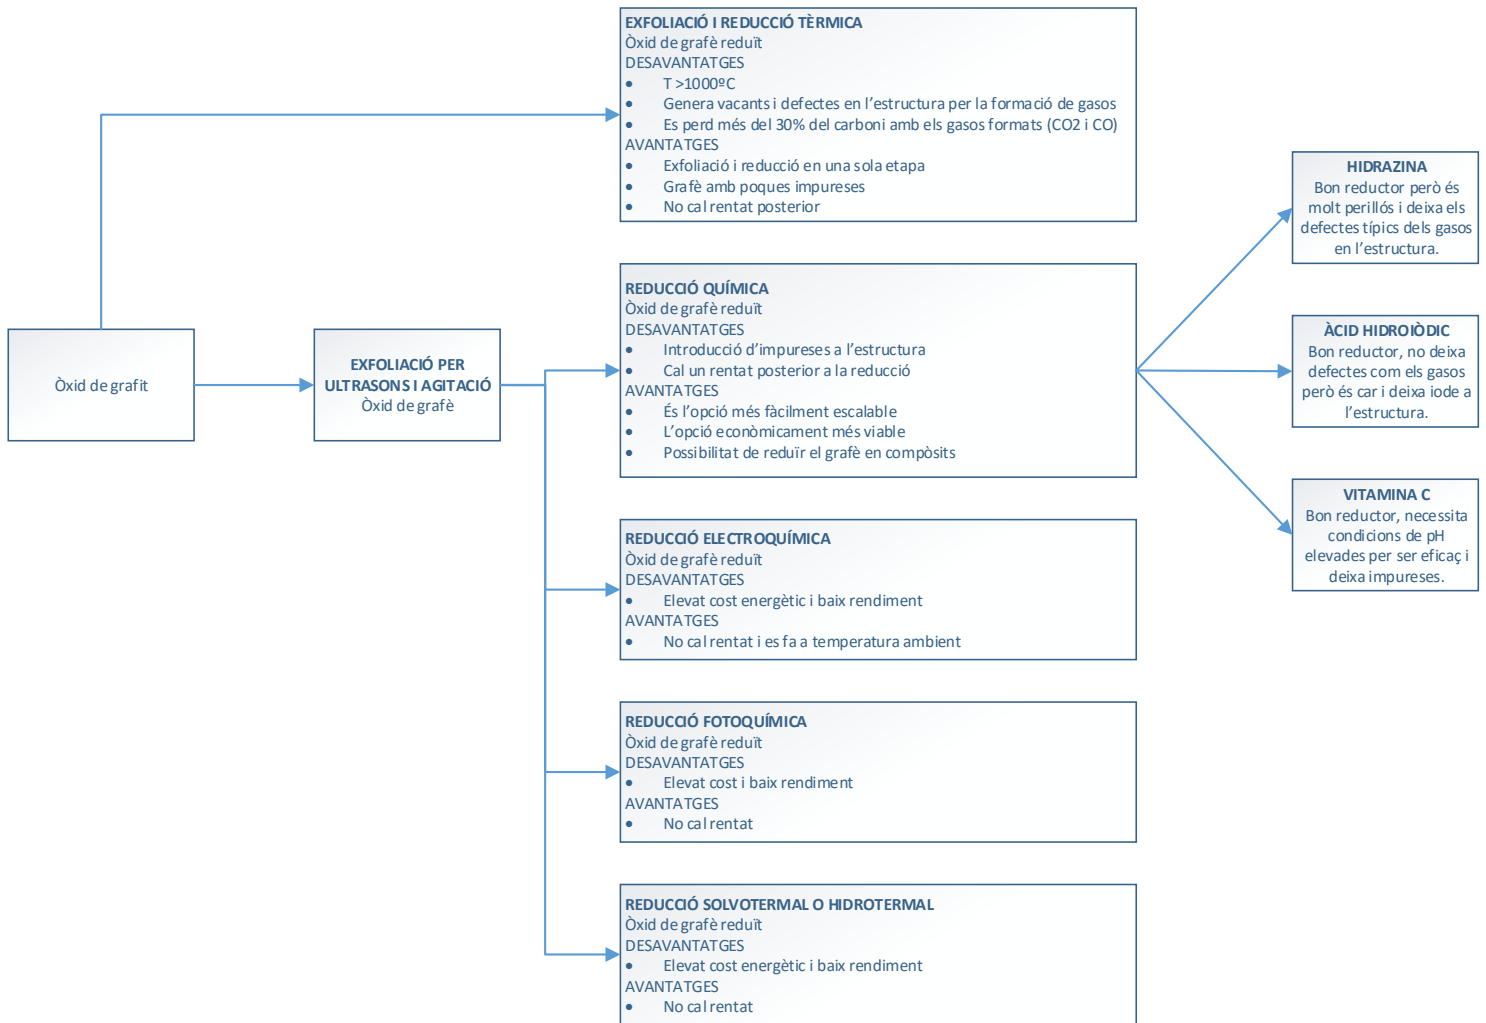 Òxid de grafit
EXFOLIACIÓ PER
ULTRASONS I AGITACIÓ
Òxid de grafè
EXFOLIACIÓ I REDUCCIÓ TÈRMICA
Òxid de grafè reduït
DESAVANTATGES
• T >1000ºC
• Genera vacants i defectes en l'estructura per la formació de gasos
• Es perd més del 30% del carboni amb els gasos formats (CO2 i CO)
AVANTATGES
• Exfoliació i reducció en una sola etapa
• Grafè amb poques impureses
• No cal rentat posterior
REDUCCIÓ QUÍMICA
Òxid de grafè reduït
DESAVANTATGES
• Introducció d'impureses a l'estructura
• Cal un rentat posterior a la reducció
AVANTATGES
• És l'opció més fàcilment escalable
• L'opció econòmicament més viable
• Possibilitat de reduïr el grafè en compòsits
REDUCCIÓ ELECTROQUÍMICA
Òxid de grafè reduït
DESAVANTATGES
• Elevat cost energètic i baix rendiment
AVANTATGES
• No cal rentat i es fa a temperatura ambient
REDUCCIÓ FOTOQUÍMICA
Òxid de grafè reduït
DESAVANTATGES
• Elevat cost i baix rendiment
AVANTATGES
• No cal rentat
REDUCCIÓ SOLVOTERMAL O HIDROTERMAL
Òxid de grafè reduït
DESAVANTATGES
• Elevat cost energètic i baix rendiment
AVANTATGES
• No cal rentat
HIDRAZINA
Bon reductor però és
molt perillós i deixa els
defectes típics dels gasos
en l'estructura.
ÀCID HIDROIÒDIC
Bon reductor, no deixa
defectes com els gasos
però és car i deixa iode a
l'estructura.
VITAMINA C
Bon reductor, necessita
condicions de pH
elevades per ser eficaç i
deixa impureses.